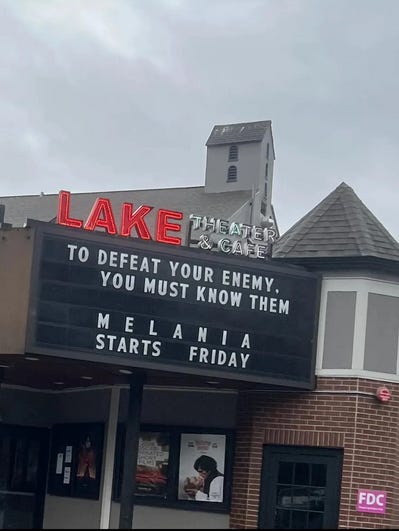 LAKE
THEATER
& CAFE
TO DEFEAT YOUR ENEMY,
YOU MUST KNOW THEM
MELANIA
STARTS FRIDAY
FDC